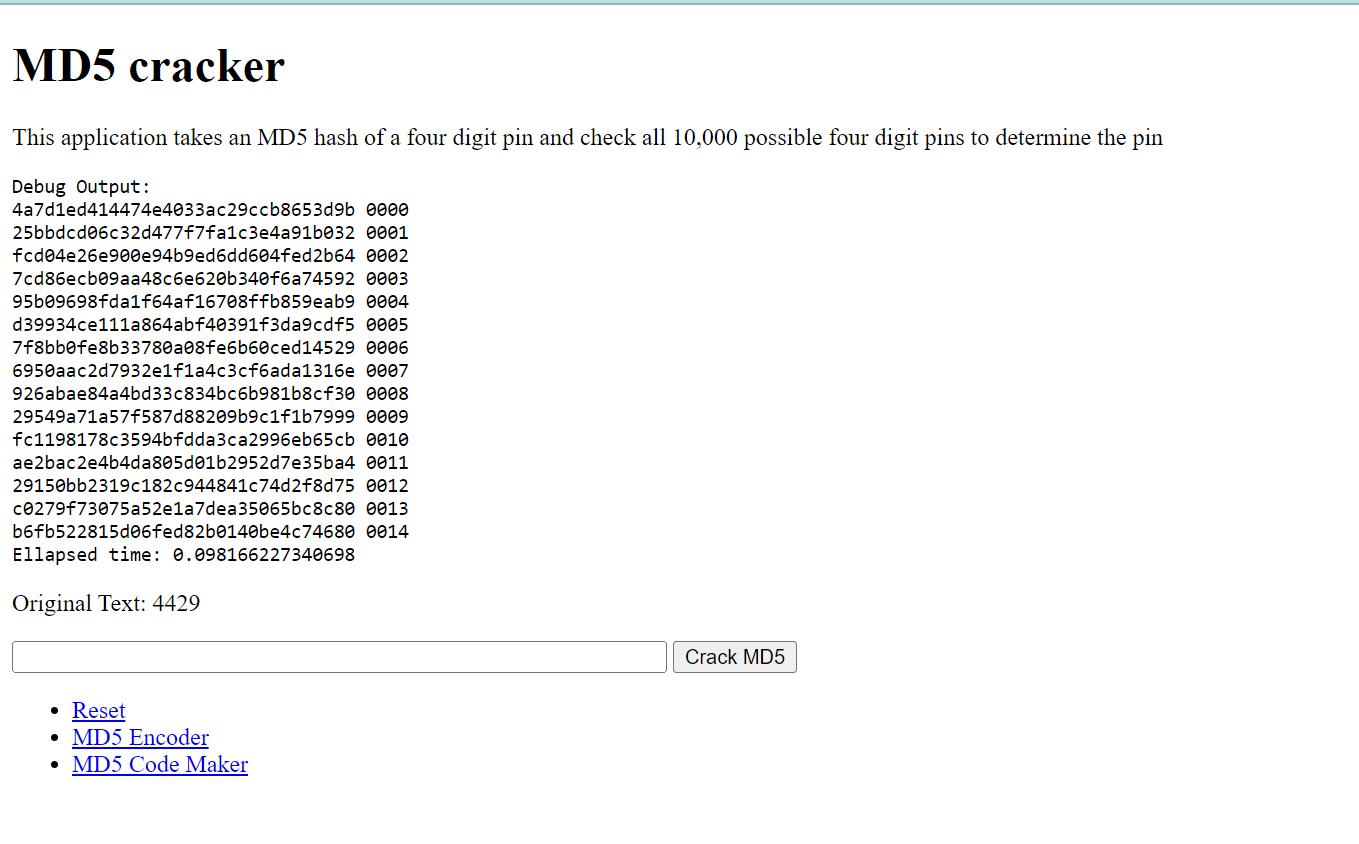 MD5 cracker
This application takes an MD5 hash of a four digit pin and check all 10,000 possible four digit pins to determine the pin
Debug Output:
4a7d1ed414474e4033ac29ccb8653d9b 0000
25bbdcd06c32d477f7fa1c3e4a91b032 0001
fcd04e26e900e94b9ed6dd604fed2b64 0002
7cd86ecb09aa48c6e620b340f6a74592 0003
95b09698fda1f64af16708ffb859eab9 0004
d39934ce111a864abf40391f3da9cdf5 0005
7f8bb0fe8b33780a08fe6b60ced14529 0006
6950aac2d7932e1f1a4c3cf6ada1316e 0007
926abae84a4bd33c834bc6b981b8cf30 0008
29549a71a57f587d88209b9c1f1b7999 0009
fc1198178c3594bfdda3ca2996eb65cb 0010
ae2bac2e4b4da805d01b2952d7e35ba4 0011
29150bb2319c182c944841c74d2f8d75 0012
c0279f73075a52e1a7dea35065bc8c80 0013
b6fb522815d06fed82b0140be4c74680 0014
Ellapsed time: 0.098166227340698
Original Text: 4429
Crack MD5
Reset
MD5 Encoder
MD5 Code Maker